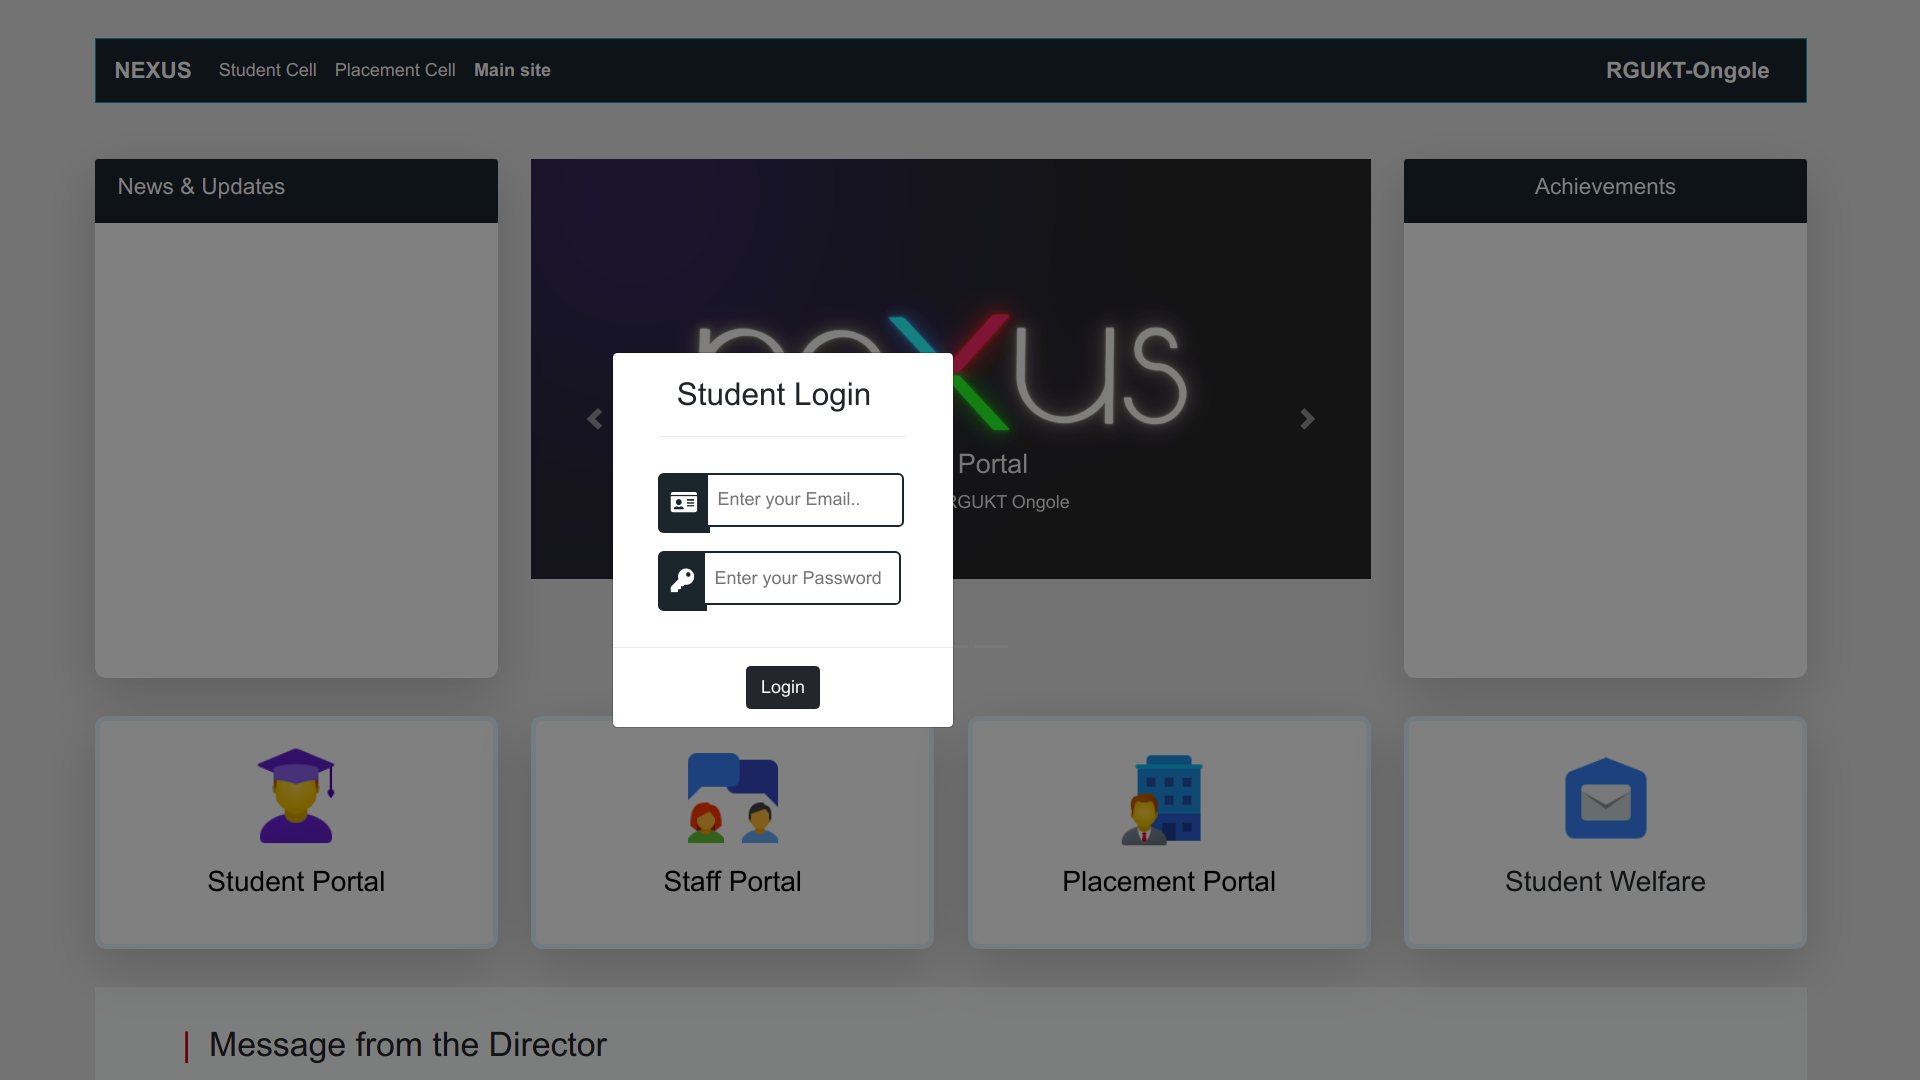 NEXUS Student Cell Placement Cell Main site RGUKT-Ongole
News & Updates
Achievements
Student Login
Enter your Email..
Enter your Password
Login
Portal
RGUKT Ongole
Student Portal
Staff Portal
Placement Portal
Student Welfare
Message from the Director